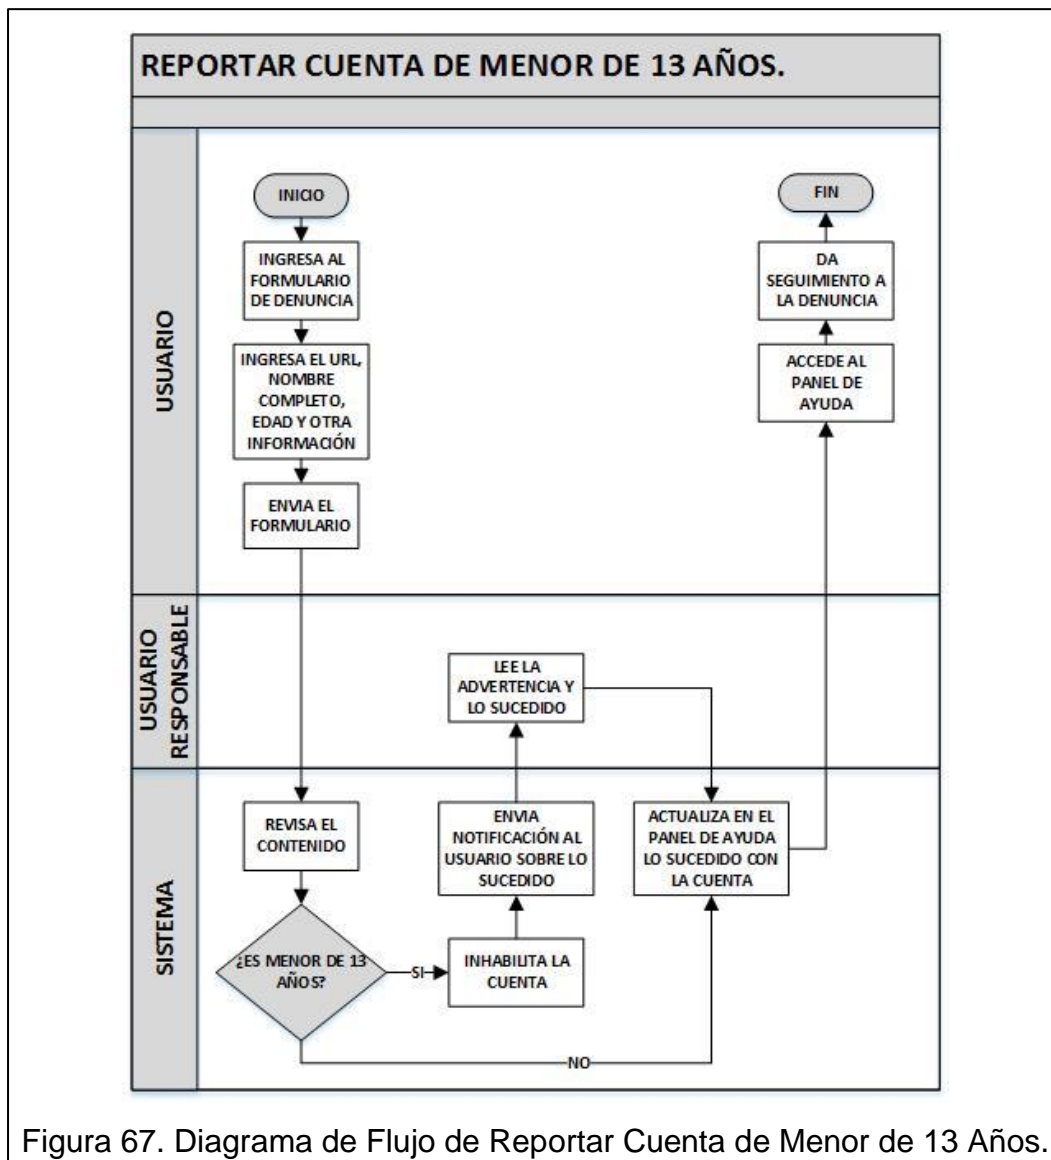 REPORTAR CUENTA DE MENOR DE 13 AÑOS.
USUARIO
INICIO
INGRESA AL
FORMULARIO
DE DENUNCIA
INGRESA EL URL,
NOMBRE
COMPLETO,
EDAD Y OTRA
INFORMACIÓN
ENVIA EL
FORMULARIO
FIN
DA
SEGUIMIENTO A
LA DENUNCIA
ACCEDE AL
PANEL DE
AYUDA
USUARIO
RESPONSABLE
LEE LA
ADVERTENCIA Y
LO SUCEDIDO
SISTEMA
REVISA EL
CONTENIDO
¿ES MENOR DE 13
AÑOS?
SI
INHABILITA LA
CUENTA
ENVIA
NOTIFICACIÓN AL
USUARIO SOBRE LO
SUCEDIDO
ACTUALIZA EN EL
PANEL DE AYUDA
LO SUCEDIDO CON
LA CUENTA
NO
Figura 67. Diagrama de Flujo de Reportar Cuenta de Menor de 13 Años.